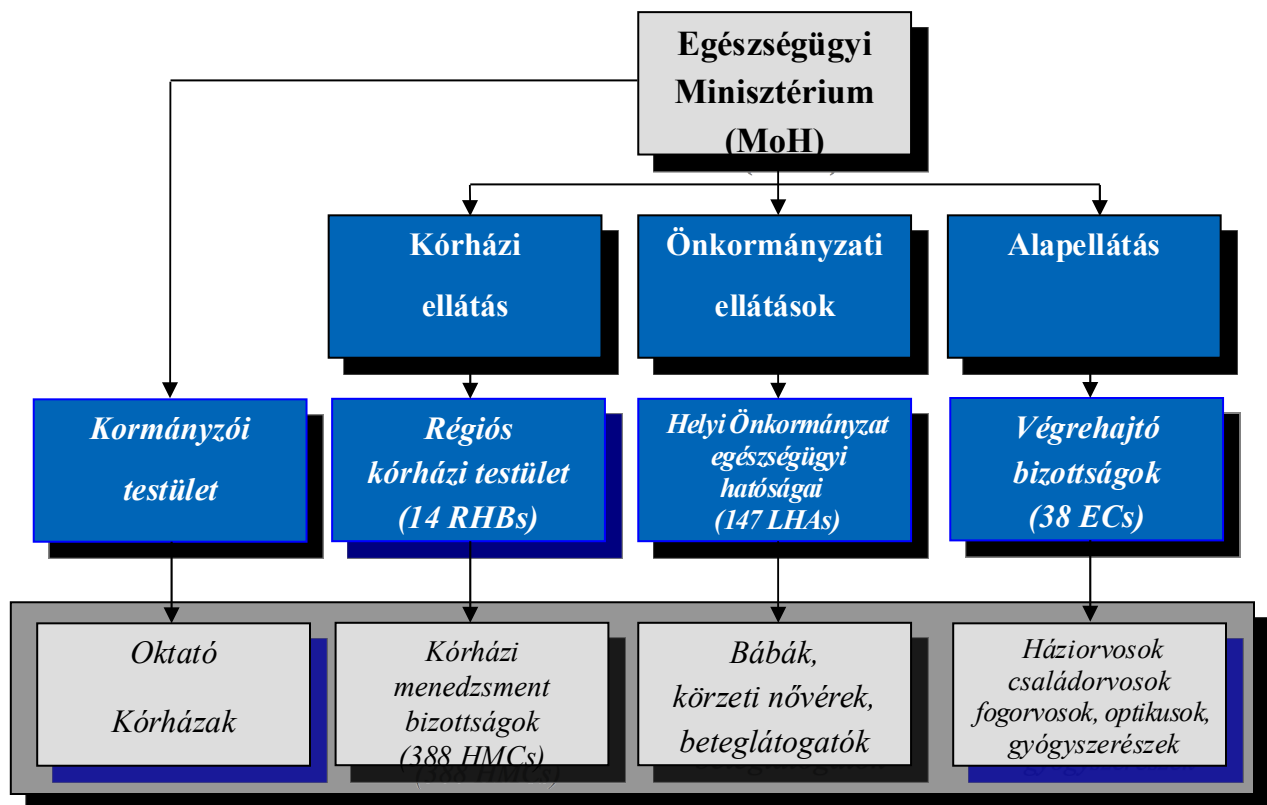 Egészségügyi
Minisztérium
(MoH)
Kórházi
ellátás
Önkormányzati
ellátások
Alapellátás
Kormányzói
testület
Régiós
kórházi testület
(14 RHBs)
Helyi Önkormányzat
egészségügyi
hatóságai
(147 LHAs)
Végrehajtó
bizottságok
(38 ECs)
Oktató
Kórházak
Kórházi
menedzsment
bizottságok
(388 HMCs)
Bábák,
körzeti nővérek,
beteglátogatók
Háziorvosok
családorvosok
fogorvosok, optikusok,
gyógyszerészek